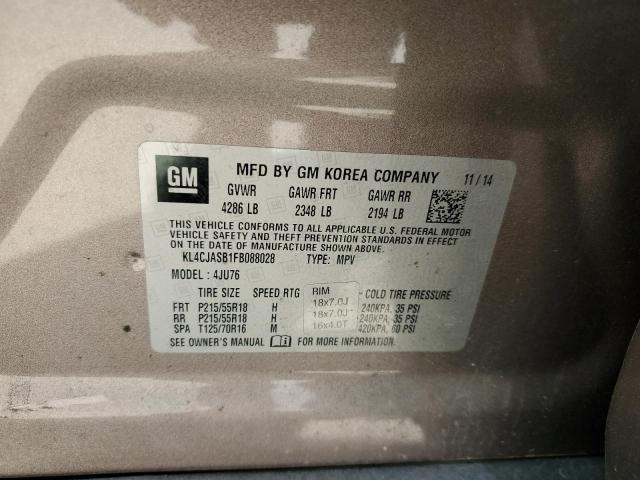 GM MFD BY GM KOREA COMPANY 11 / 14
GVWR GAWR FRT GAWR RR
4286 LB 2348 LB 2194 LB
THIS VEHICLE CONFORMS TO ALL APPLICABLE U.S. FEDERAL MOTOR
VEHICLE SAFETY AND THEFT PREVENTION STANDARDS IN EFFECT
ON THE DATE OF MANUFACTURE SHOWN ABOVE.
KL4CJASB1FB088028 TYPE: MPV
MODEL : 4JU76
TIRE SIZE SPEED RTG RIM COLD TIRE PRESSURE
FRT P215/55R18 H 18x7.0J 240KPA, 35 PSI
RR P215/55R18 H 18x7.0J 240KPA, 35 PSI
SPA T125/70R16 M 16x4.0T 420KPA, 60 PSI
SEE OWNER'S MANUAL FOR MORE INFORMATION.